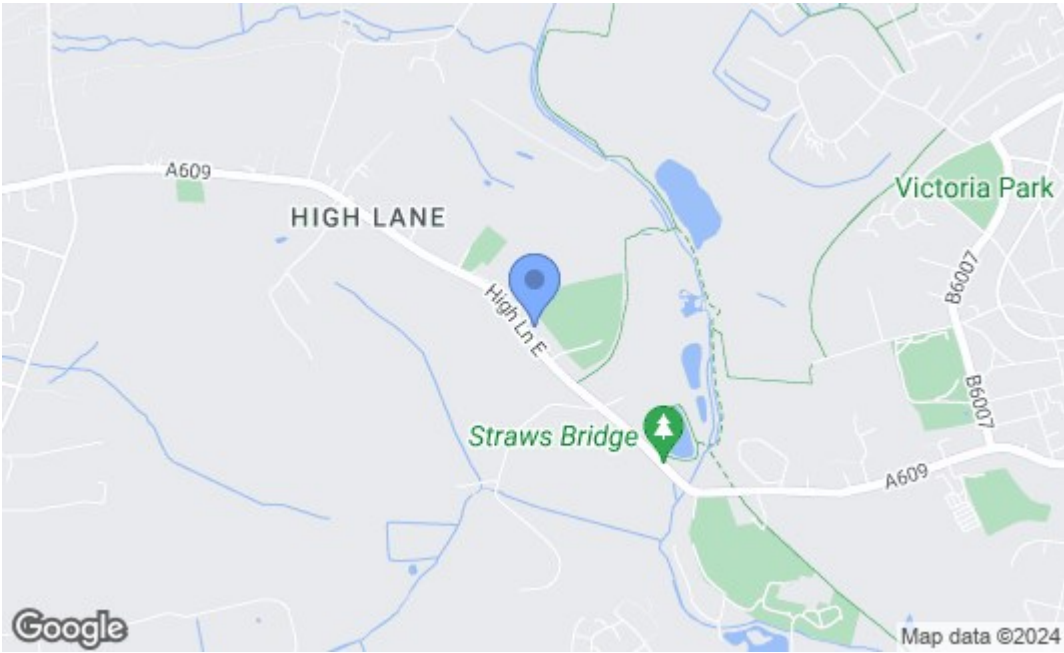 A609
HIGH LANE
Victoria Park
B6007
High Ln E
B6007
Straws Bridge
A609
Google
Map data ©2024